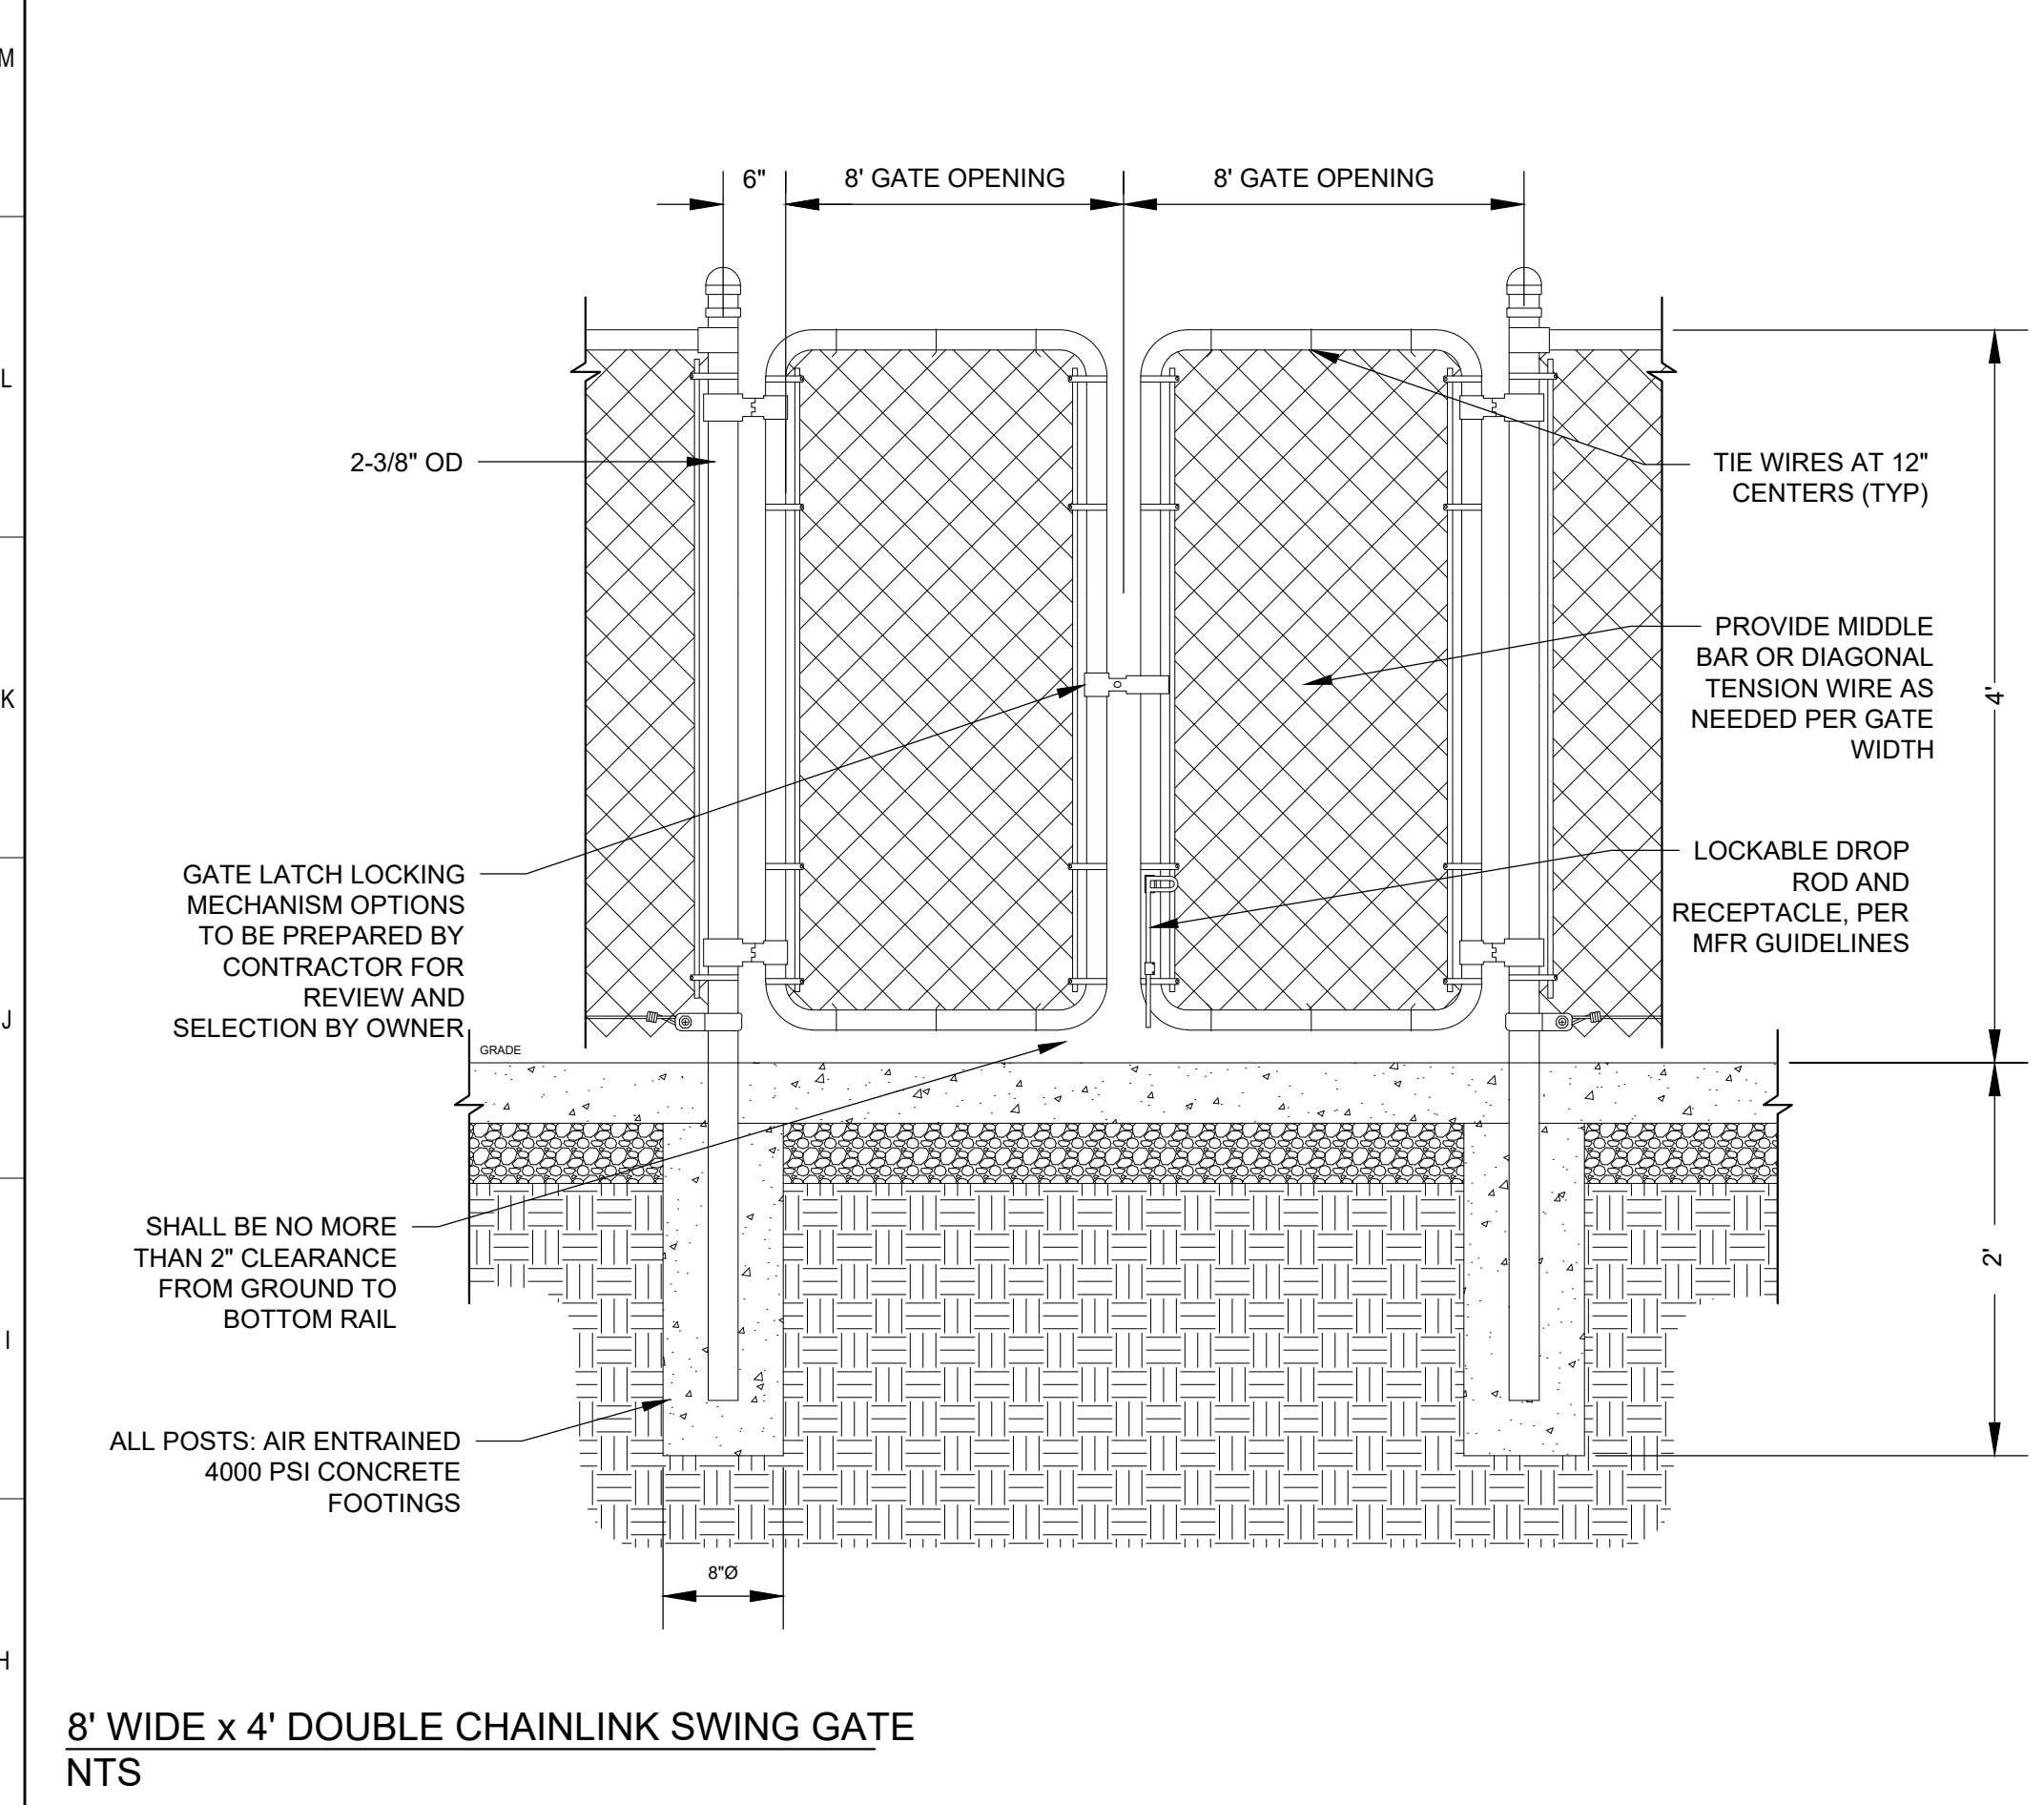 M
6"
8' GATE OPENING
8' GATE OPENING
L
2-3/8" OD
TIE WIRES AT 12"
CENTERS (TYP)
PROVIDE MIDDLE
BAR OR DIAGONAL
TENSION WIRE AS
NEEDED PER GATE
WIDTH
K
4'
GATE LATCH LOCKING
MECHANISM OPTIONS
TO BE PREPARED BY
CONTRACTOR FOR
REVIEW AND
SELECTION BY OWNER
LOCKABLE DROP
ROD AND
RECEPTACLE, PER
MFR GUIDELINES
J
GRADE
SHALL BE NO MORE
THAN 2" CLEARANCE
FROM GROUND TO
BOTTOM RAIL
2'
I
ALL POSTS: AIR ENTRAINED
4000 PSI CONCRETE
FOOTINGS
8"Ø
H
8' WIDE x 4' DOUBLE CHAINLINK SWING GATE
NTS